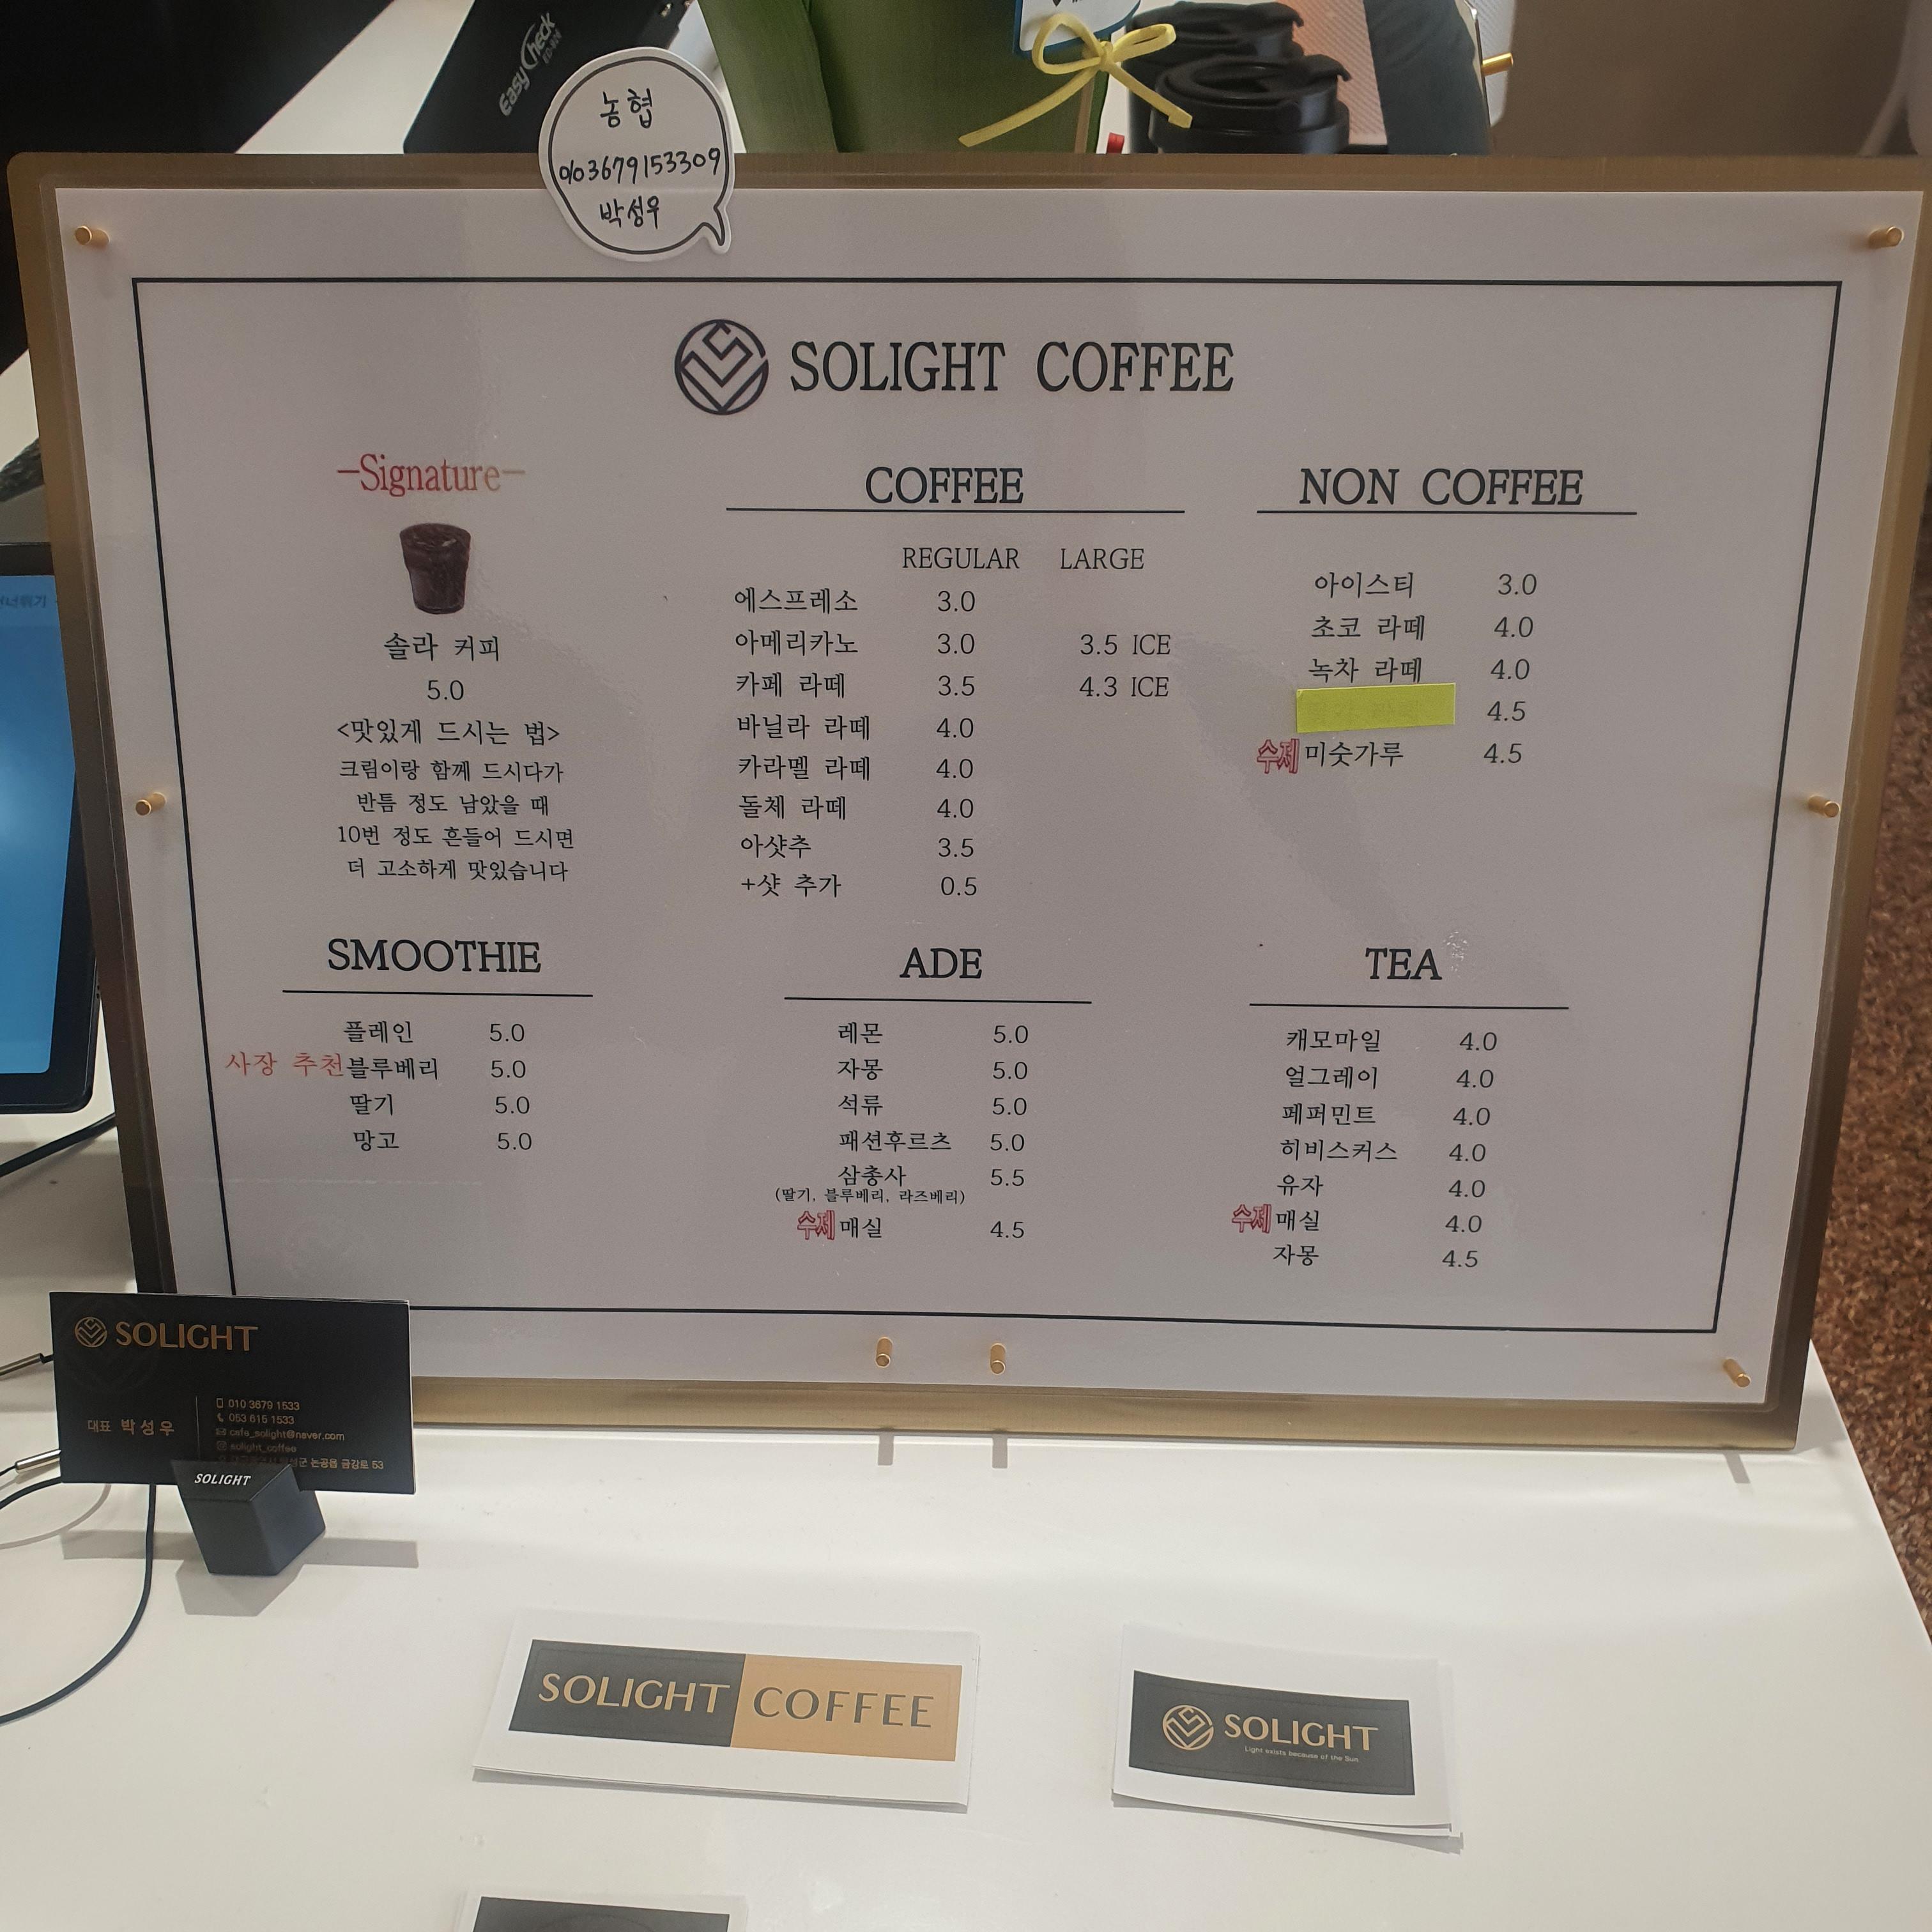 EasyCheck
농협
0103679153309
박성우
SOLIGHT COFFEE
-Signature-
솔라 커피
5.0
<맛있게 드시는 법>
크림이랑 함께 드시다가
반틈 정도 남았을 때
10번 정도 흔들어 드시면
더 고소하게 맛있습니다
COFFEE
REGULAR LARGE
에스프레소 3.0
아메리카노 3.0 3.5 ICE
카페 라떼 3.5 4.3 ICE
바닐라 라떼 4.0
카라멜 라떼 4.0
돌체 라떼 4.0
아샷추 3.5
+샷 추가 0.5
NON COFFEE
아이스티 3.0
초코 라떼 4.0
녹차 라떼 4.0
4.5
수제 미숫가루 4.5
SMOOTHIE
플레인 5.0
사장 추천 블루베리 5.0
딸기 5.0
망고 5.0
ADE
레몬 5.0
자몽 5.0
석류 5.0
패션후르츠 5.0
삼총사 5.5
(딸기, 블루베리, 라즈베리)
수제 매실 4.5
TEA
캐모마일 4.0
얼그레이 4.0
페퍼민트 4.0
히비스커스 4.0
유자 4.0
수제 매실 4.0
자몽 4.5
SOLIGHT
대표 박성우
010 3679 1533
053 616 1533
cafe_solight@naver.com
solight_coffee
논공읍 금강로 53
SOLIGHT
SOLIGHT COFFEE
SOLIGHT
Light exists because of the Sun